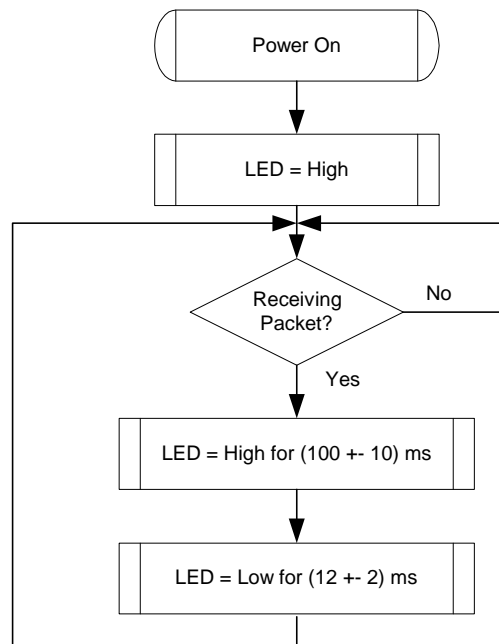 Power On
LED = High
Receiving
Packet?
No
Yes
LED = High for (100 +- 10) ms
LED = Low for (12 +- 2) ms